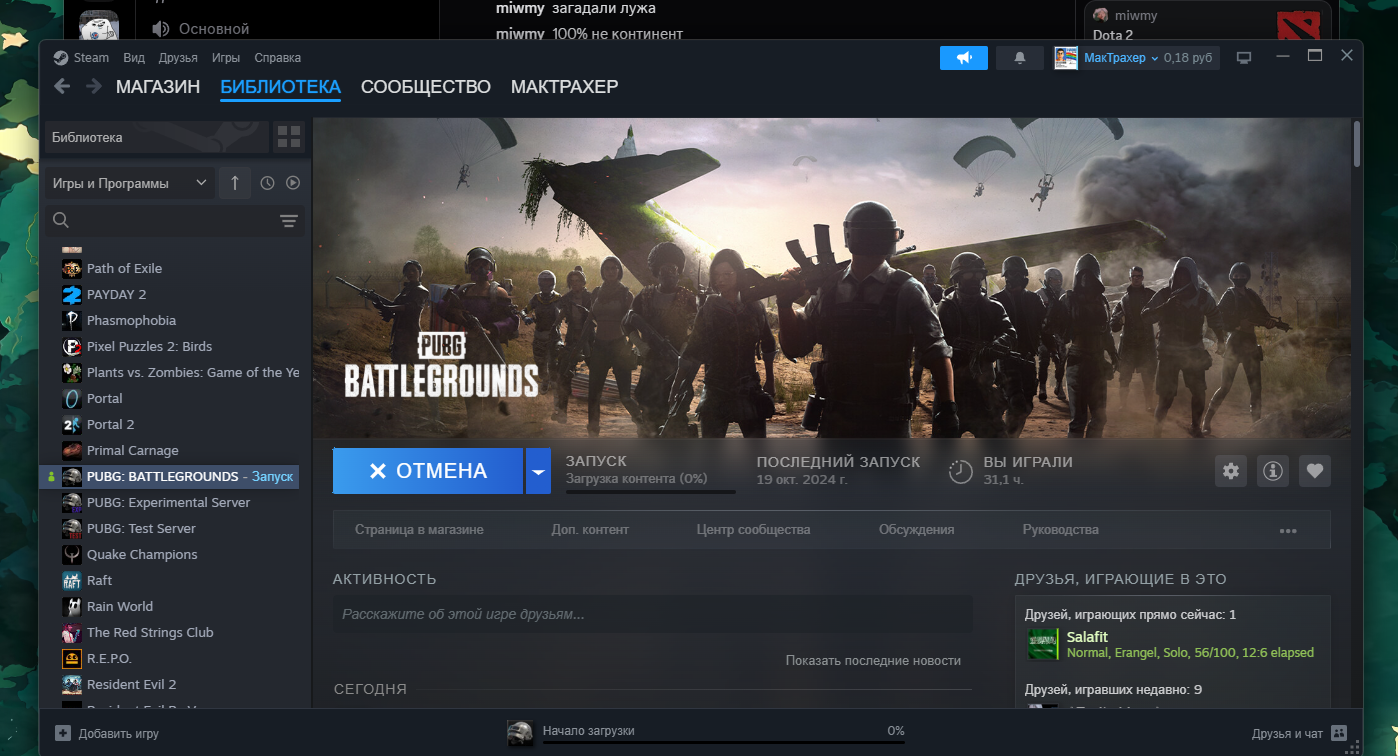 Основной
miwmy загадали лужа
miwmy 100% не континент
miwmy
Dota 2
Steam Вид Друзья Игры Справка
МакТрахер 0,18 руб
МАГАЗИН БИБЛИОТЕКА СООБЩЕСТВО МАКТРАХЕР
Библиотека
Игры и Программы
Path of Exile
PAYDAY 2
Phasmophobia
Pixel Puzzles 2: Birds
Plants vs. Zombies: Game of the Ye
Portal
Portal 2
Primal Carnage
PUBG: BATTLEGROUNDS - Запуск
PUBG: Experimental Server
PUBG: Test Server
Quake Champions
Raft
Rain World
The Red Strings Club
R.E.P.O.
Resident Evil 2
PUBG
BATTLEGROUNDS
ОТМЕНА
ЗАПУСК
Загрузка контента (0%)
ПОСЛЕДНИЙ ЗАПУСК
19 окт. 2024 г.
ВЫ ИГРАЛИ
31,1 ч.
Страница в магазине Доп. контент Центр сообщества Обсуждения Руководства
АКТИВНОСТЬ
Расскажите об этой игре друзьям...
Показать последние новости
СЕГОДНЯ
ДРУЗЬЯ, ИГРАЮЩИЕ В ЭТО
Друзей, играющих прямо сейчас: 1
Salafit
Normal, Erangel, Solo, 56/100, 12:6 elapsed
Друзей, игравших недавно: 9
Добавить игру
Начало загрузки 0%
Друзья и чат